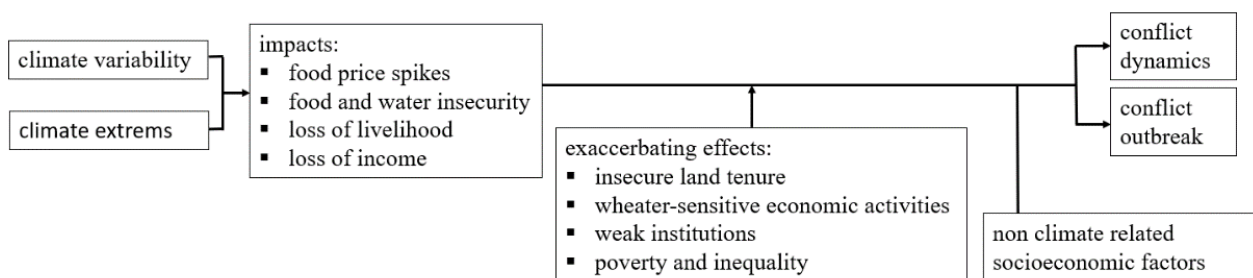 climate variability
climate extrems
impacts:
▪ food price spikes
▪ food and water insecurity
▪ loss of livelihood
▪ loss of income
exaccerbating effects:
▪ insecure land tenure
▪ wheater-sensitive economic activities
▪ weak institutions
▪ poverty and inequality
non climate related
socioeconomic factors
conflict
dynamics
conflict
outbreak